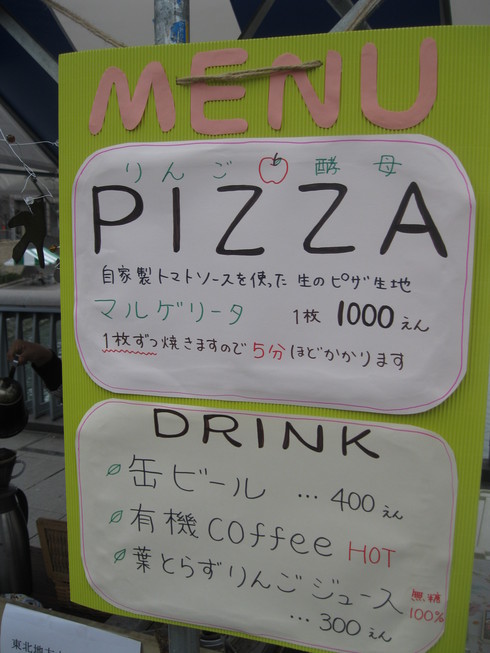 MENU
りんご 酵母
PIZZA
自家製トマトソースを使った 生のピザ生地
マルゲリータ 1枚 1000えん
1枚ずつ焼きますので 5分ほどかかります
DRINK
缶ビール … 400えん
有機coffee HOT
葉とらずりんごジュース 無糖 100%
… 300えん